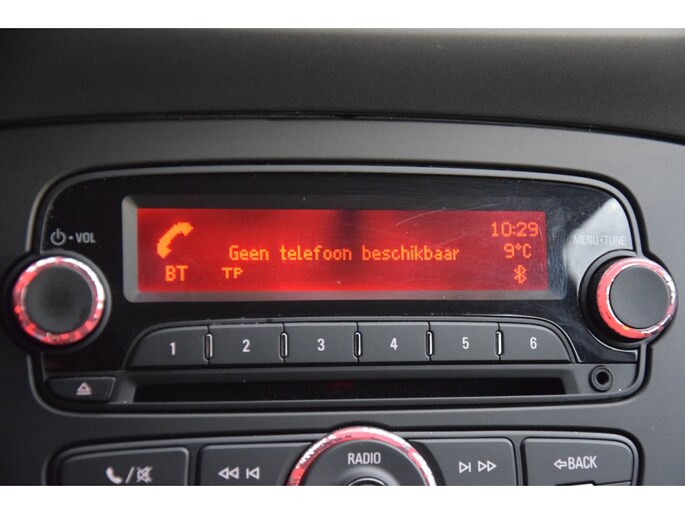 VOL
MENU•TUNE
10:29
Geen telefoon beschikbaar 9°C
BT TP
1 2 3 4 5 6
RADIO
BACK